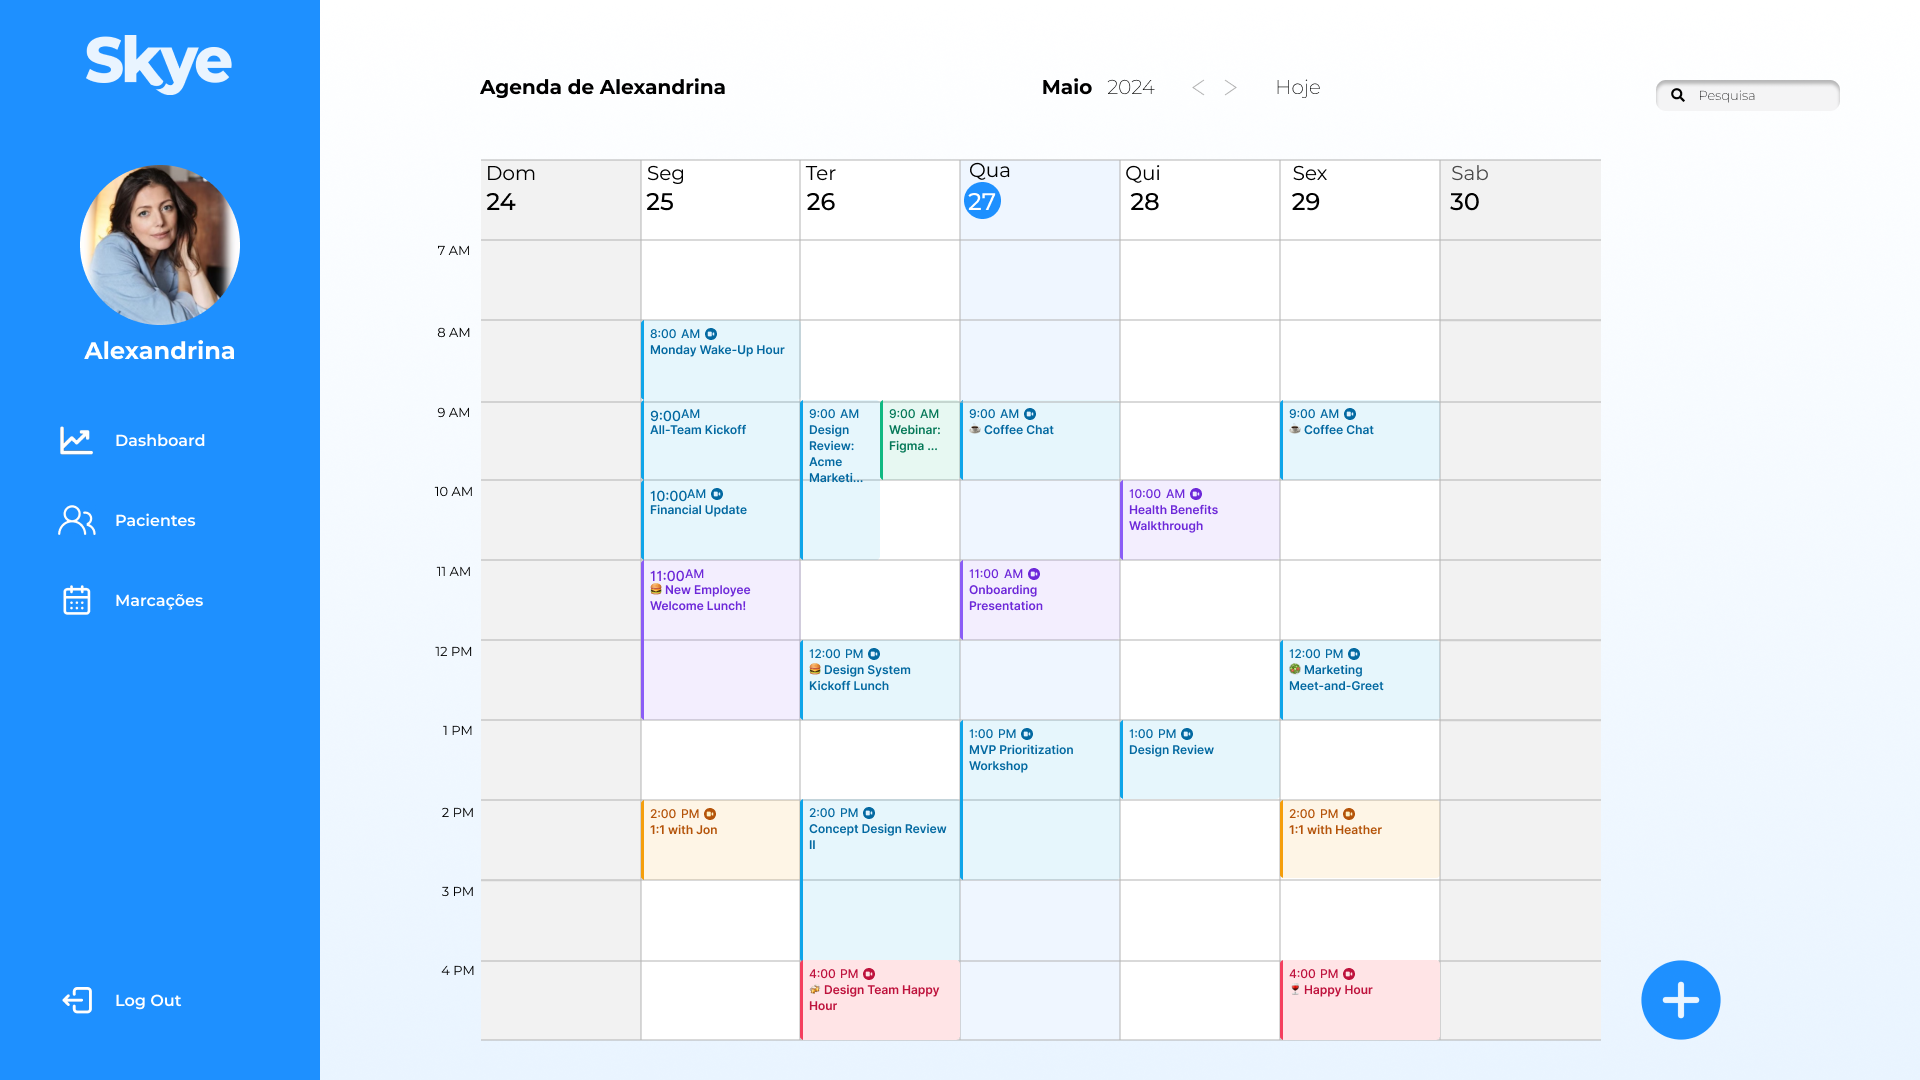 Skye
Alexandrina
Dashboard
Pacientes
Marcações
Log Out
Agenda de Alexandrina
Maio 2024 < > Hoje
Pesquisa
Dom
24
Seg
25
Ter
26
Qua
27
Qui
28
Sex
29
Sab
30
7 AM
8 AM
8:00 AM
Monday Wake-Up Hour
9 AM
9:00AM
All-Team Kickoff
9:00 AM
Design
Review:
Acme
Marketi...
9:00 AM
Webinar:
Figma ...
9:00 AM
☕ Coffee Chat
9:00 AM
☕ Coffee Chat
10 AM
10:00AM
Financial Update
10:00 AM
Health Benefits
Walkthrough
11 AM
11:00AM
🍔 New Employee
Welcome Lunch!
11:00 AM
Onboarding
Presentation
12 PM
12:00 PM
🍔 Design System
Kickoff Lunch
12:00 PM
🥗 Marketing
Meet-and-Greet
1 PM
1:00 PM
MVP Prioritization
Workshop
1:00 PM
Design Review
2 PM
2:00 PM
1:1 with Jon
2:00 PM
Concept Design Review
II
2:00 PM
1:1 with Heather
3 PM
4 PM
4:00 PM
🍻 Design Team Happy
Hour
4:00 PM
🍷 Happy Hour